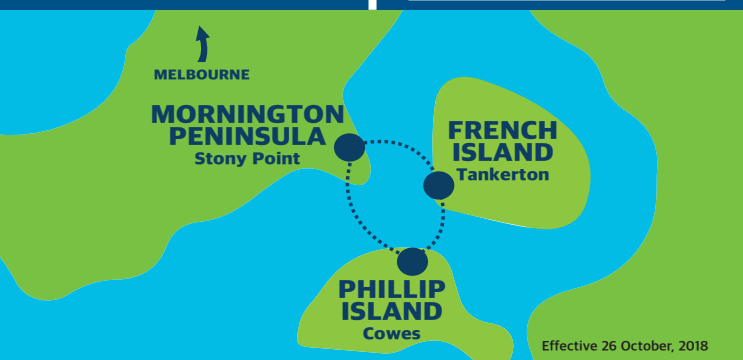 MELBOURNE
MORNINGTON
PENINSULA
Stony Point
FRENCH
ISLAND
Tankerton
PHILLIP
ISLAND
Cowes
Effective 26 October, 2018